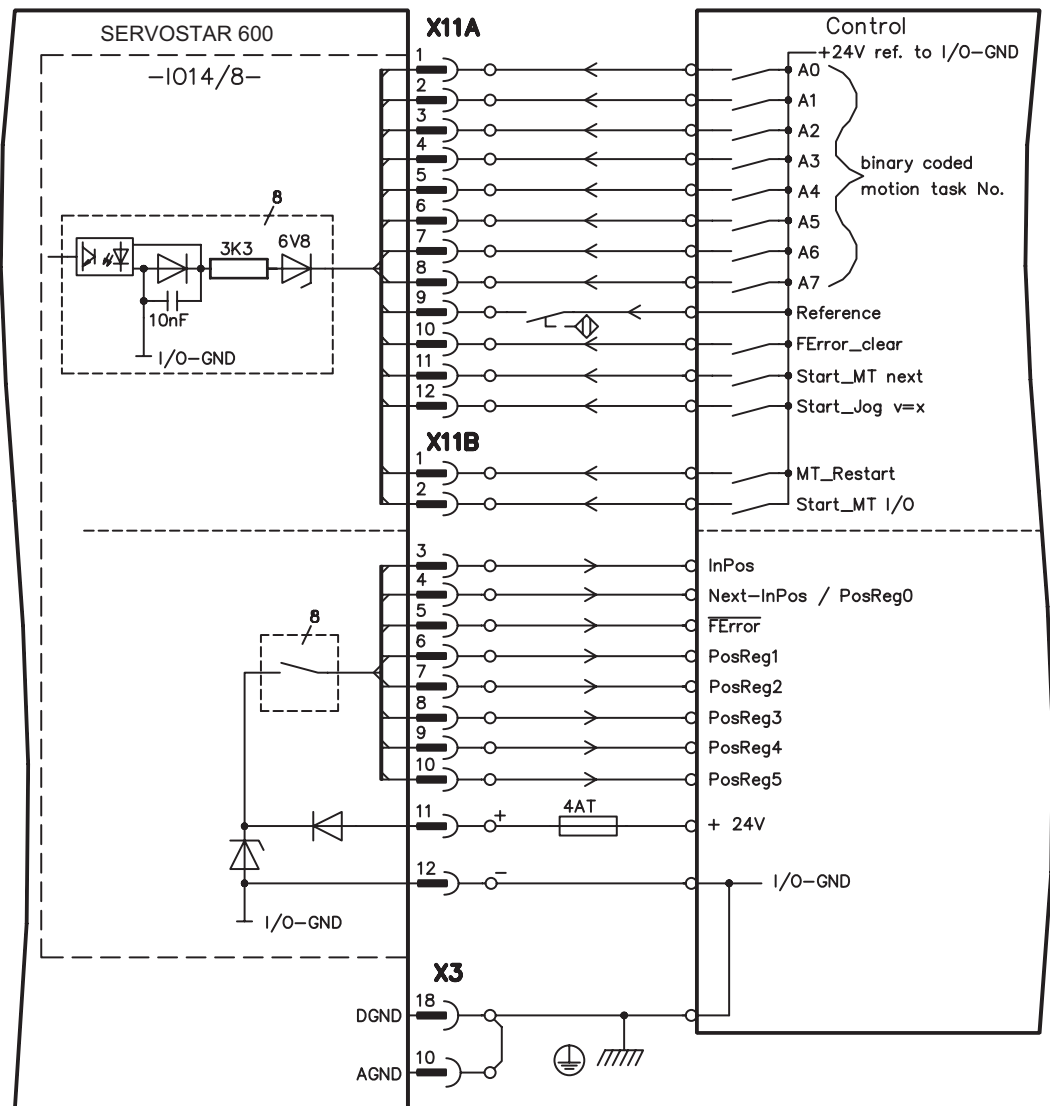 SERVOSTAR 600
X11A
Control
+24V ref. to I/O-GND
-IO14/8-
1
A0
2
A1
3
A2
4
A3
binary coded
motion task No.
5
A4
6
A5
7
A6
8
A7
8
3K3
6V8
10nF
I/O-GND
9
Reference
10
FError_clear
11
Start_MT next
12
Start_Jog v=x
X11B
1
MT_Restart
2
Start_MT I/O
3
InPos
4
Next-InPos / PosReg0
5
F̅E̅r̅r̅o̅r̅
6
PosReg1
8
7
PosReg2
8
PosReg3
9
PosReg4
10
PosReg5
11
+
4AT
+ 24V
12
−
I/O-GND
I/O-GND
X3
DGND
18
AGND
10